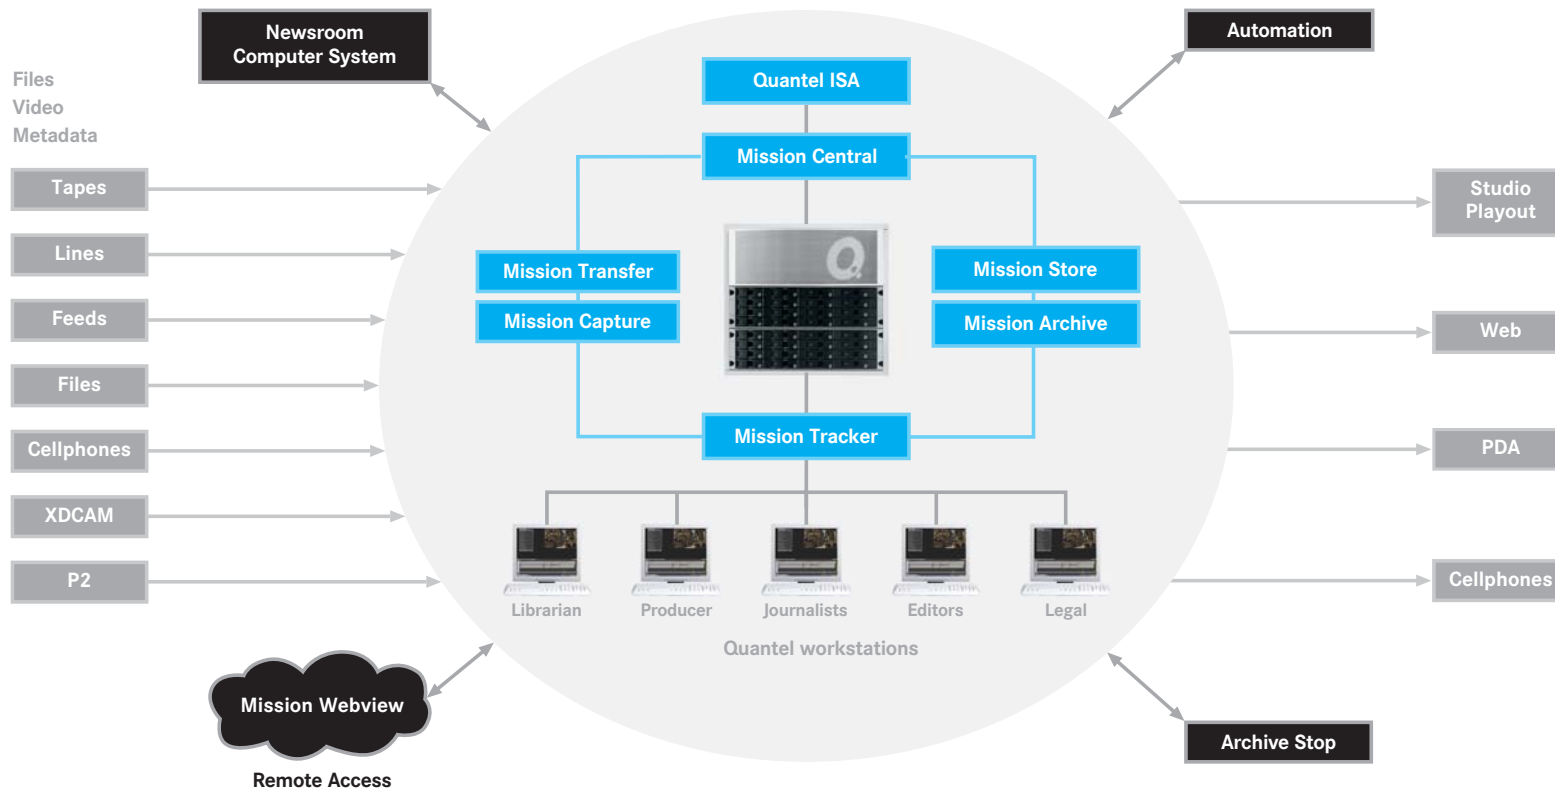 Newsroom
Computer System
Automation
Files
Video
Metadata
Quantel ISA
Mission Central
Tapes
Lines
Feeds
Files
Cellphones
XDCAM
P2
Mission Transfer
Mission Capture
Q
Mission Store
Mission Archive
Mission Tracker
Studio
Playout
Web
PDA
Cellphones
Librarian
Producer
Journalists
Editors
Legal
Quantel workstations
Mission Webview
Remote Access
Archive Stop